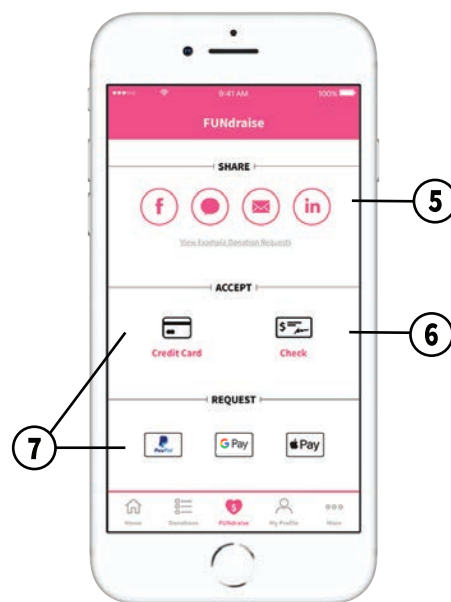 9:41 AM 100%
FUNdraise
SHARE
f in
5
View Example Donation Requests
ACCEPT
Credit Card Check
6
REQUEST
7
PayPal G Pay Pay
Home Donations FUNdraise My Profile More